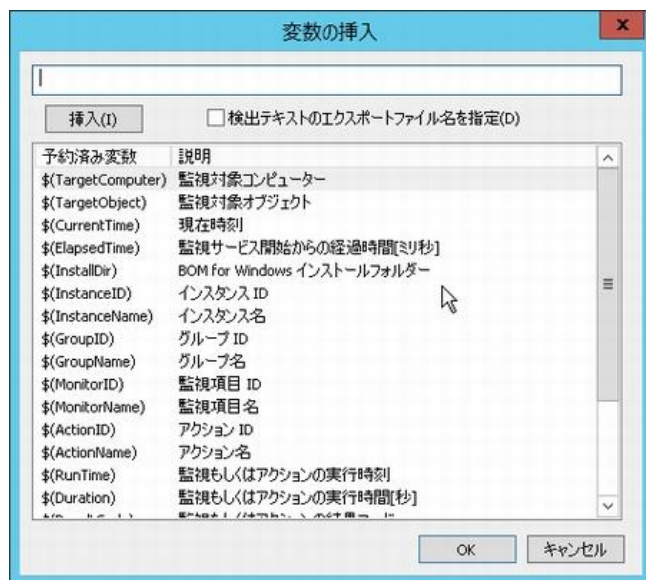 変数の挿入
x
挿入(I)
検出テキストのエクスポートファイル名を指定(D)
予約済み変数 説明
$(TargetComputer) 監視対象コンピューター
$(TargetObject) 監視対象オブジェクト
$(CurrentTime) 現在時刻
$(ElapsedTime) 監視サービス開始からの経過時間[ミリ秒]
$(InstallDir) BOM for Windows インストールフォルダー
$(InstanceID) インスタンス ID
$(InstanceName) インスタンス名
$(GroupID) グループ ID
$(GroupName) グループ名
$(MonitorID) 監視項目 ID
$(MonitorName) 監視項目名
$(ActionID) アクション ID
$(ActionName) アクション名
$(RunTime) 監視もしくはアクションの実行時刻
$(Duration) 監視もしくはアクションの実行時間[秒]
OK キャンセル